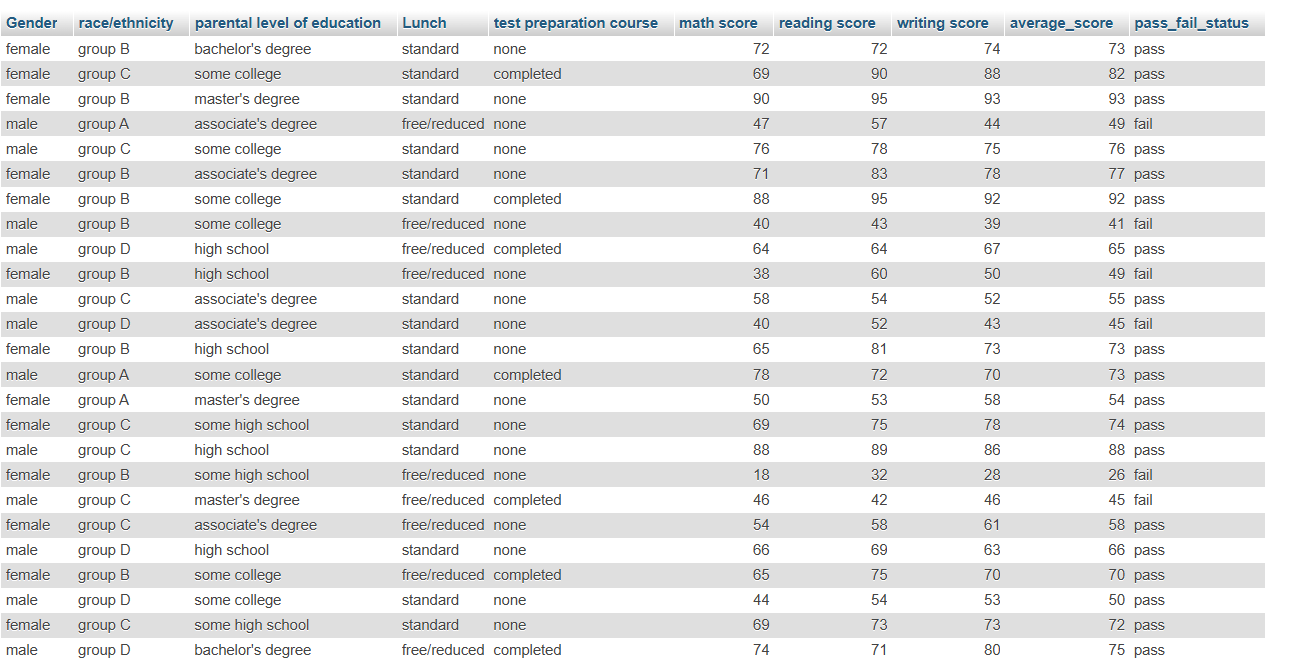 Gender race/ethnicity parental level of education Lunch test preparation course math score reading score writing score average_score pass_fail_status
female group B bachelor's degree standard none 72 72 74 73 pass
female group C some college standard completed 69 90 88 82 pass
female group B master's degree standard none 90 95 93 93 pass
male group A associate's degree free/reduced none 47 57 44 49 fail
male group C some college standard none 76 78 75 76 pass
female group B associate's degree standard none 71 83 78 77 pass
female group B some college standard completed 88 95 92 92 pass
male group B some college free/reduced none 40 43 39 41 fail
male group D high school free/reduced completed 64 64 67 65 pass
female group B high school free/reduced none 38 60 50 49 fail
male group C associate's degree standard none 58 54 52 55 pass
male group D associate's degree standard none 40 52 43 45 fail
female group B high school standard none 65 81 73 73 pass
male group A some college standard completed 78 72 70 73 pass
female group A master's degree standard none 50 53 58 54 pass
female group C some high school standard none 69 75 78 74 pass
male group C high school standard none 88 89 86 88 pass
female group B some high school free/reduced none 18 32 28 26 fail
male group C master's degree free/reduced completed 46 42 46 45 fail
female group C associate's degree free/reduced none 54 58 61 58 pass
male group D high school standard none 66 69 63 66 pass
female group B some college free/reduced completed 65 75 70 70 pass
male group D some college standard none 44 54 53 50 pass
female group C some high school standard none 69 73 73 72 pass
male group D bachelor's degree free/reduced completed 74 71 80 75 pass